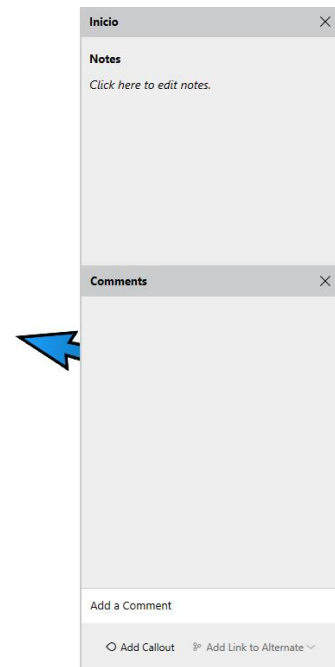 Inicio
Notes
Click here to edit notes.
Comments
Add a Comment
Add Callout Add Link to Alternate